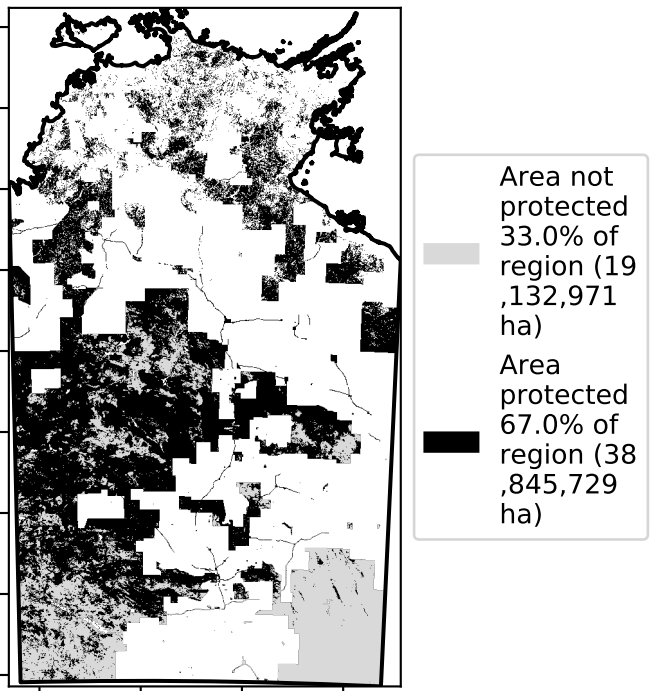 Area not
protected
33.0% of
region (19
,132,971
ha)
Area
protected
67.0% of
region (38
,845,729
ha)